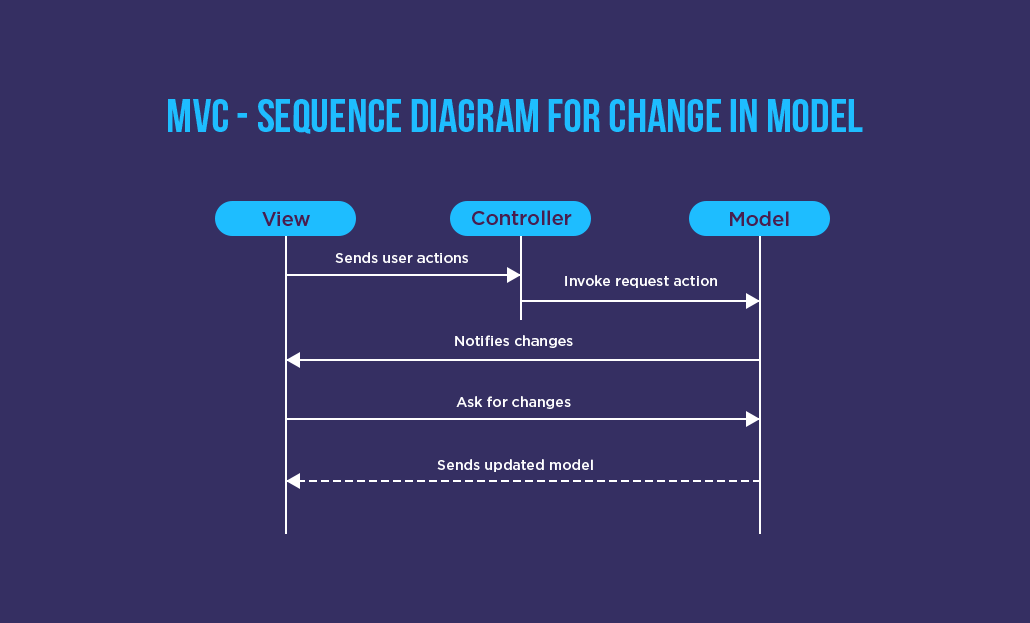 MVC - SEQUENCE DIAGRAM FOR CHANGE IN MODEL
View
Controller
Model
Sends user actions
Invoke request action
Notifies changes
Ask for changes
Sends updated model